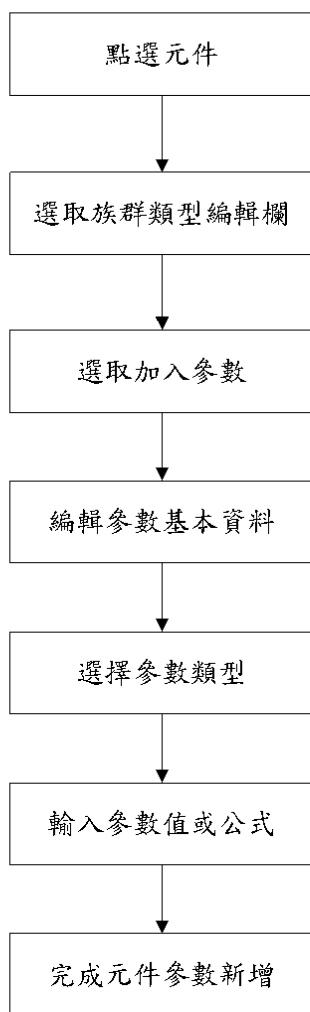 點選元件
選取族群類型編輯欄
選取加入參數
編輯參數基本資料
選擇參數類型
輸入參數值或公式
完成元件參數新增